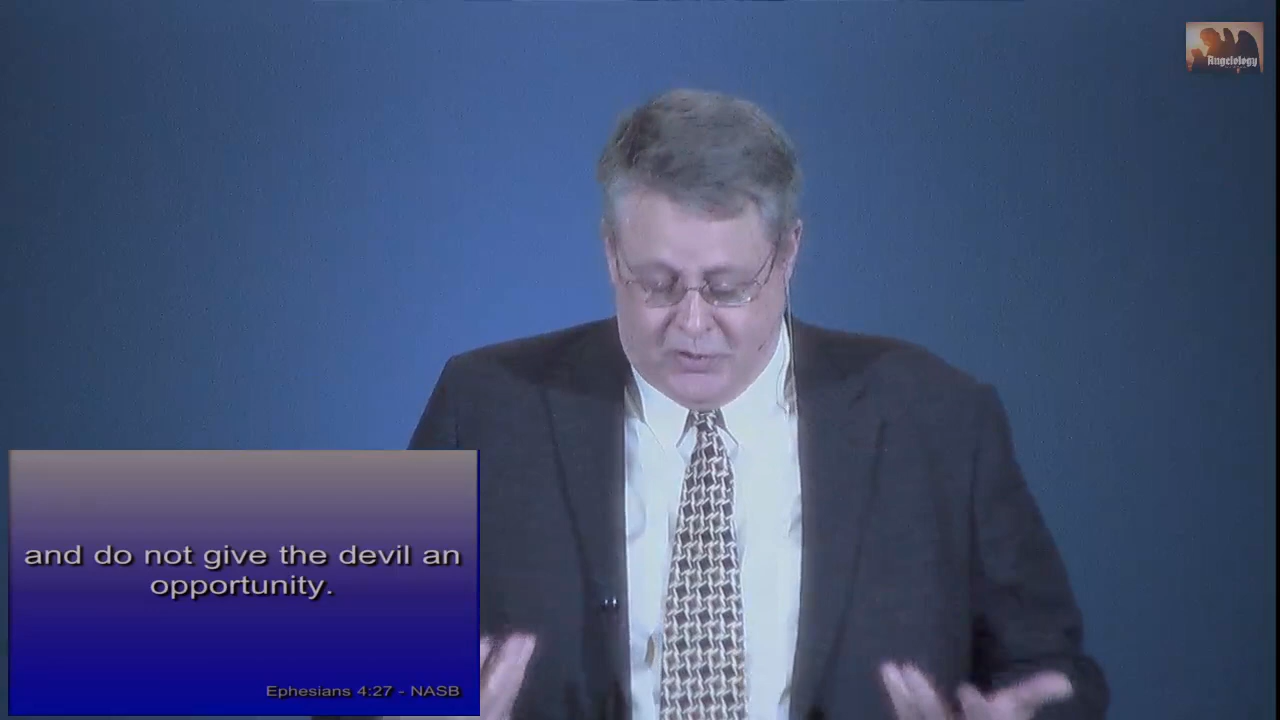 Angelology
and do not give the devil an
opportunity.
Ephesians 4:27 - NASB